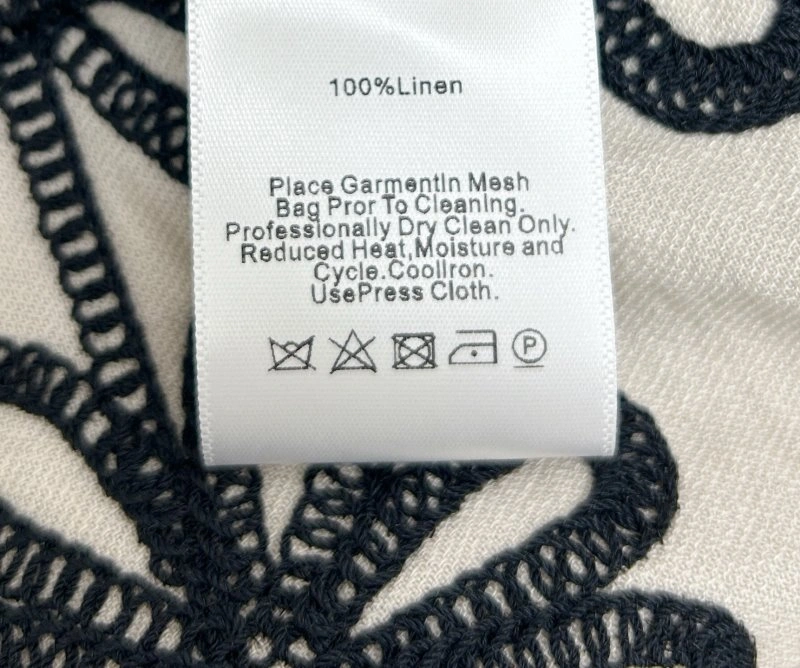 100%Linen
Place GarmentIn Mesh
Bag Pror To Cleaning.
Professionally Dry Clean Only.
Reduced Heat,Moisture and
Cycle.CoolIron.
UsePress Cloth.
P